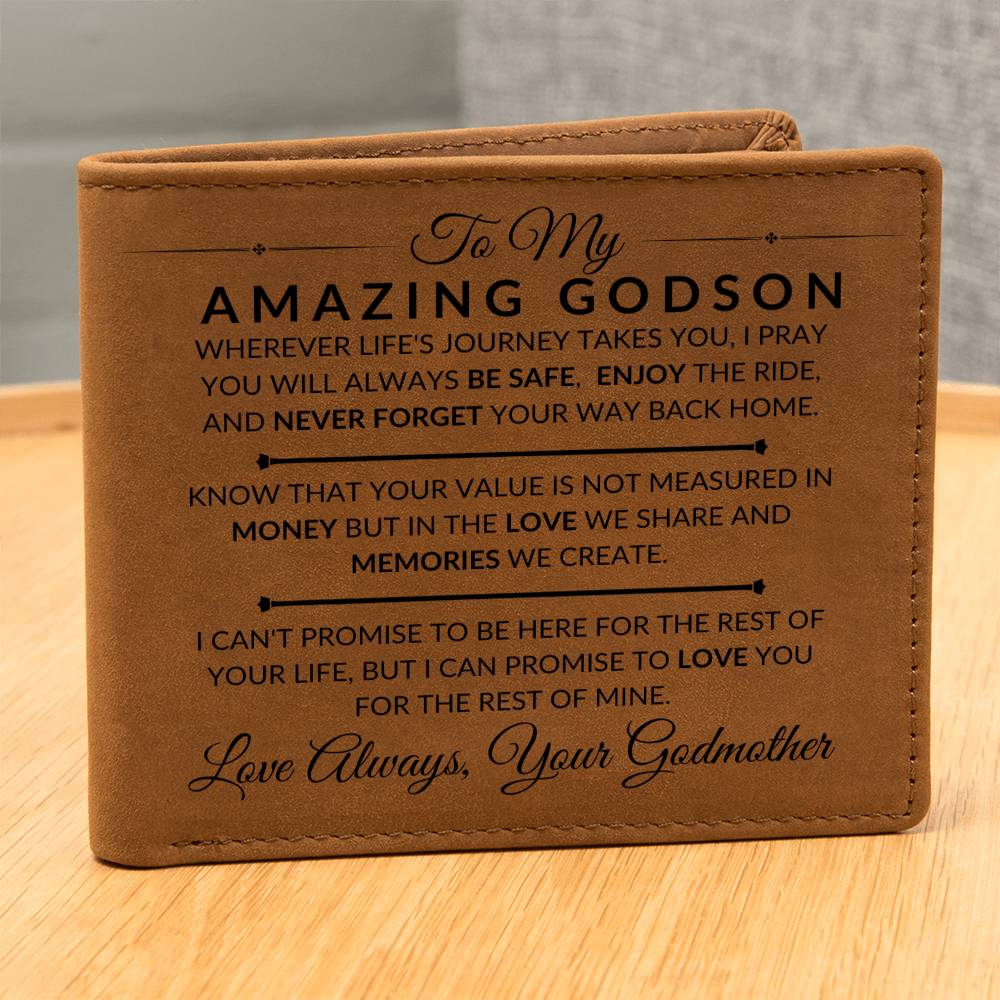 To My
AMAZING GODSON
WHEREVER LIFE'S JOURNEY TAKES YOU, I PRAY
YOU WILL ALWAYS BE SAFE, ENJOY THE RIDE,
AND NEVER FORGET YOUR WAY BACK HOME.
KNOW THAT YOUR VALUE IS NOT MEASURED IN
MONEY BUT IN THE LOVE WE SHARE AND
MEMORIES WE CREATE.
I CAN'T PROMISE TO BE HERE FOR THE REST OF
YOUR LIFE, BUT I CAN PROMISE TO LOVE YOU
FOR THE REST OF MINE.
Love Always, Your Godmother